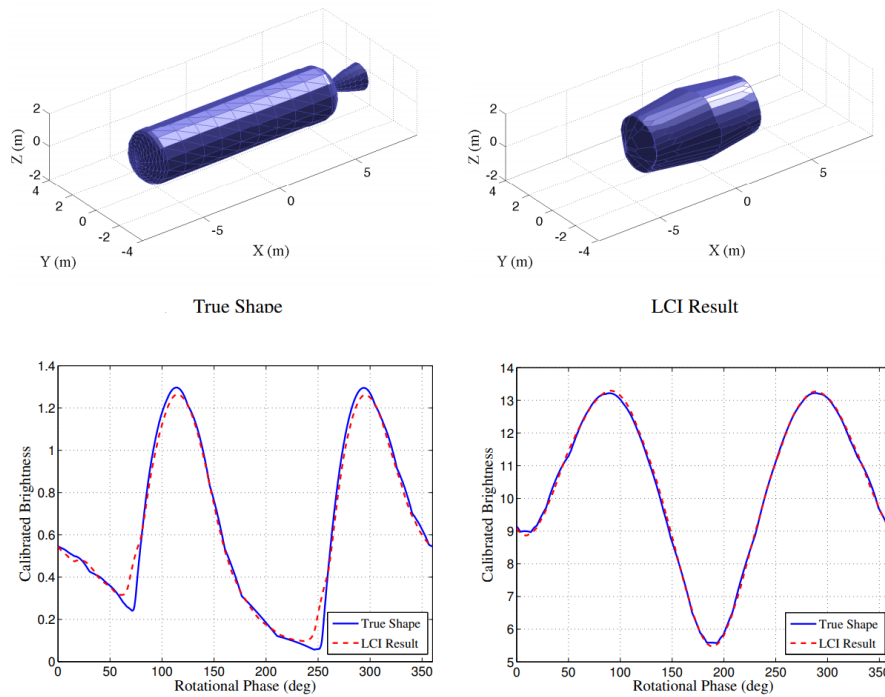 2
0
-2
4
2
0
-2
-4
-5
0
5
Z (m)
Y (m)
X (m)
True Shape
2
0
-2
4
2
0
-2
-4
-5
0
5
Z (m)
Y (m)
X (m)
LCI Result
1.4
1.2
1
0.8
0.6
0.4
0.2
0
0 50 100 150 200 250 300 350
Calibrated Brightness
Rotational Phase (deg)
True Shape
LCI Result
14
13
12
11
10
9
8
7
6
5
0 50 100 150 200 250 300 350
Calibrated Brightness
Rotational Phase (deg)
True Shape
LCI Result